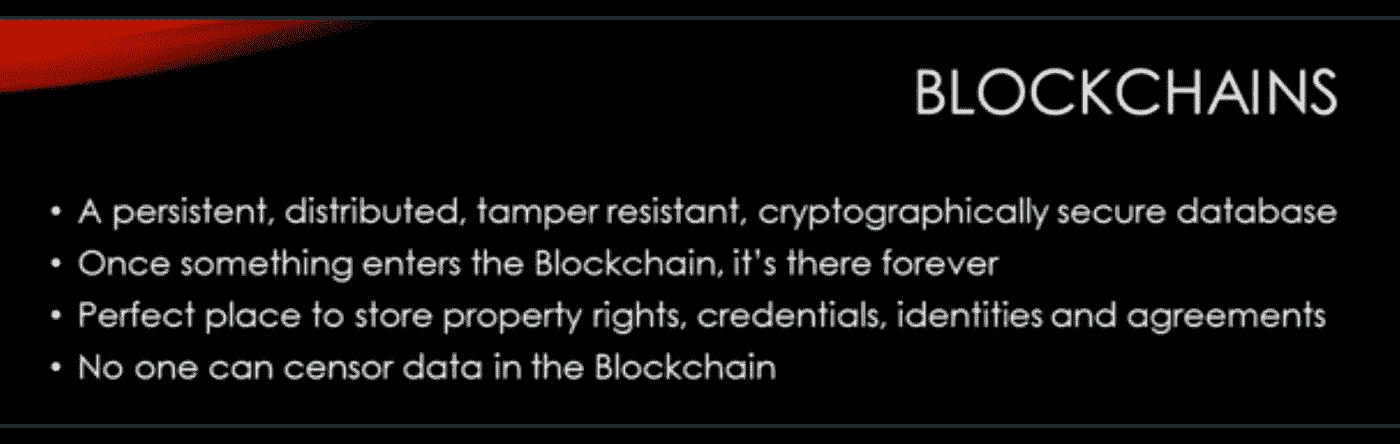 BLOCKCHAINS
• A persistent, distributed, tamper resistant, cryptographically secure database
• Once something enters the Blockchain, it's there forever
• Perfect place to store property rights, credentials, identities and agreements
• No one can censor data in the Blockchain